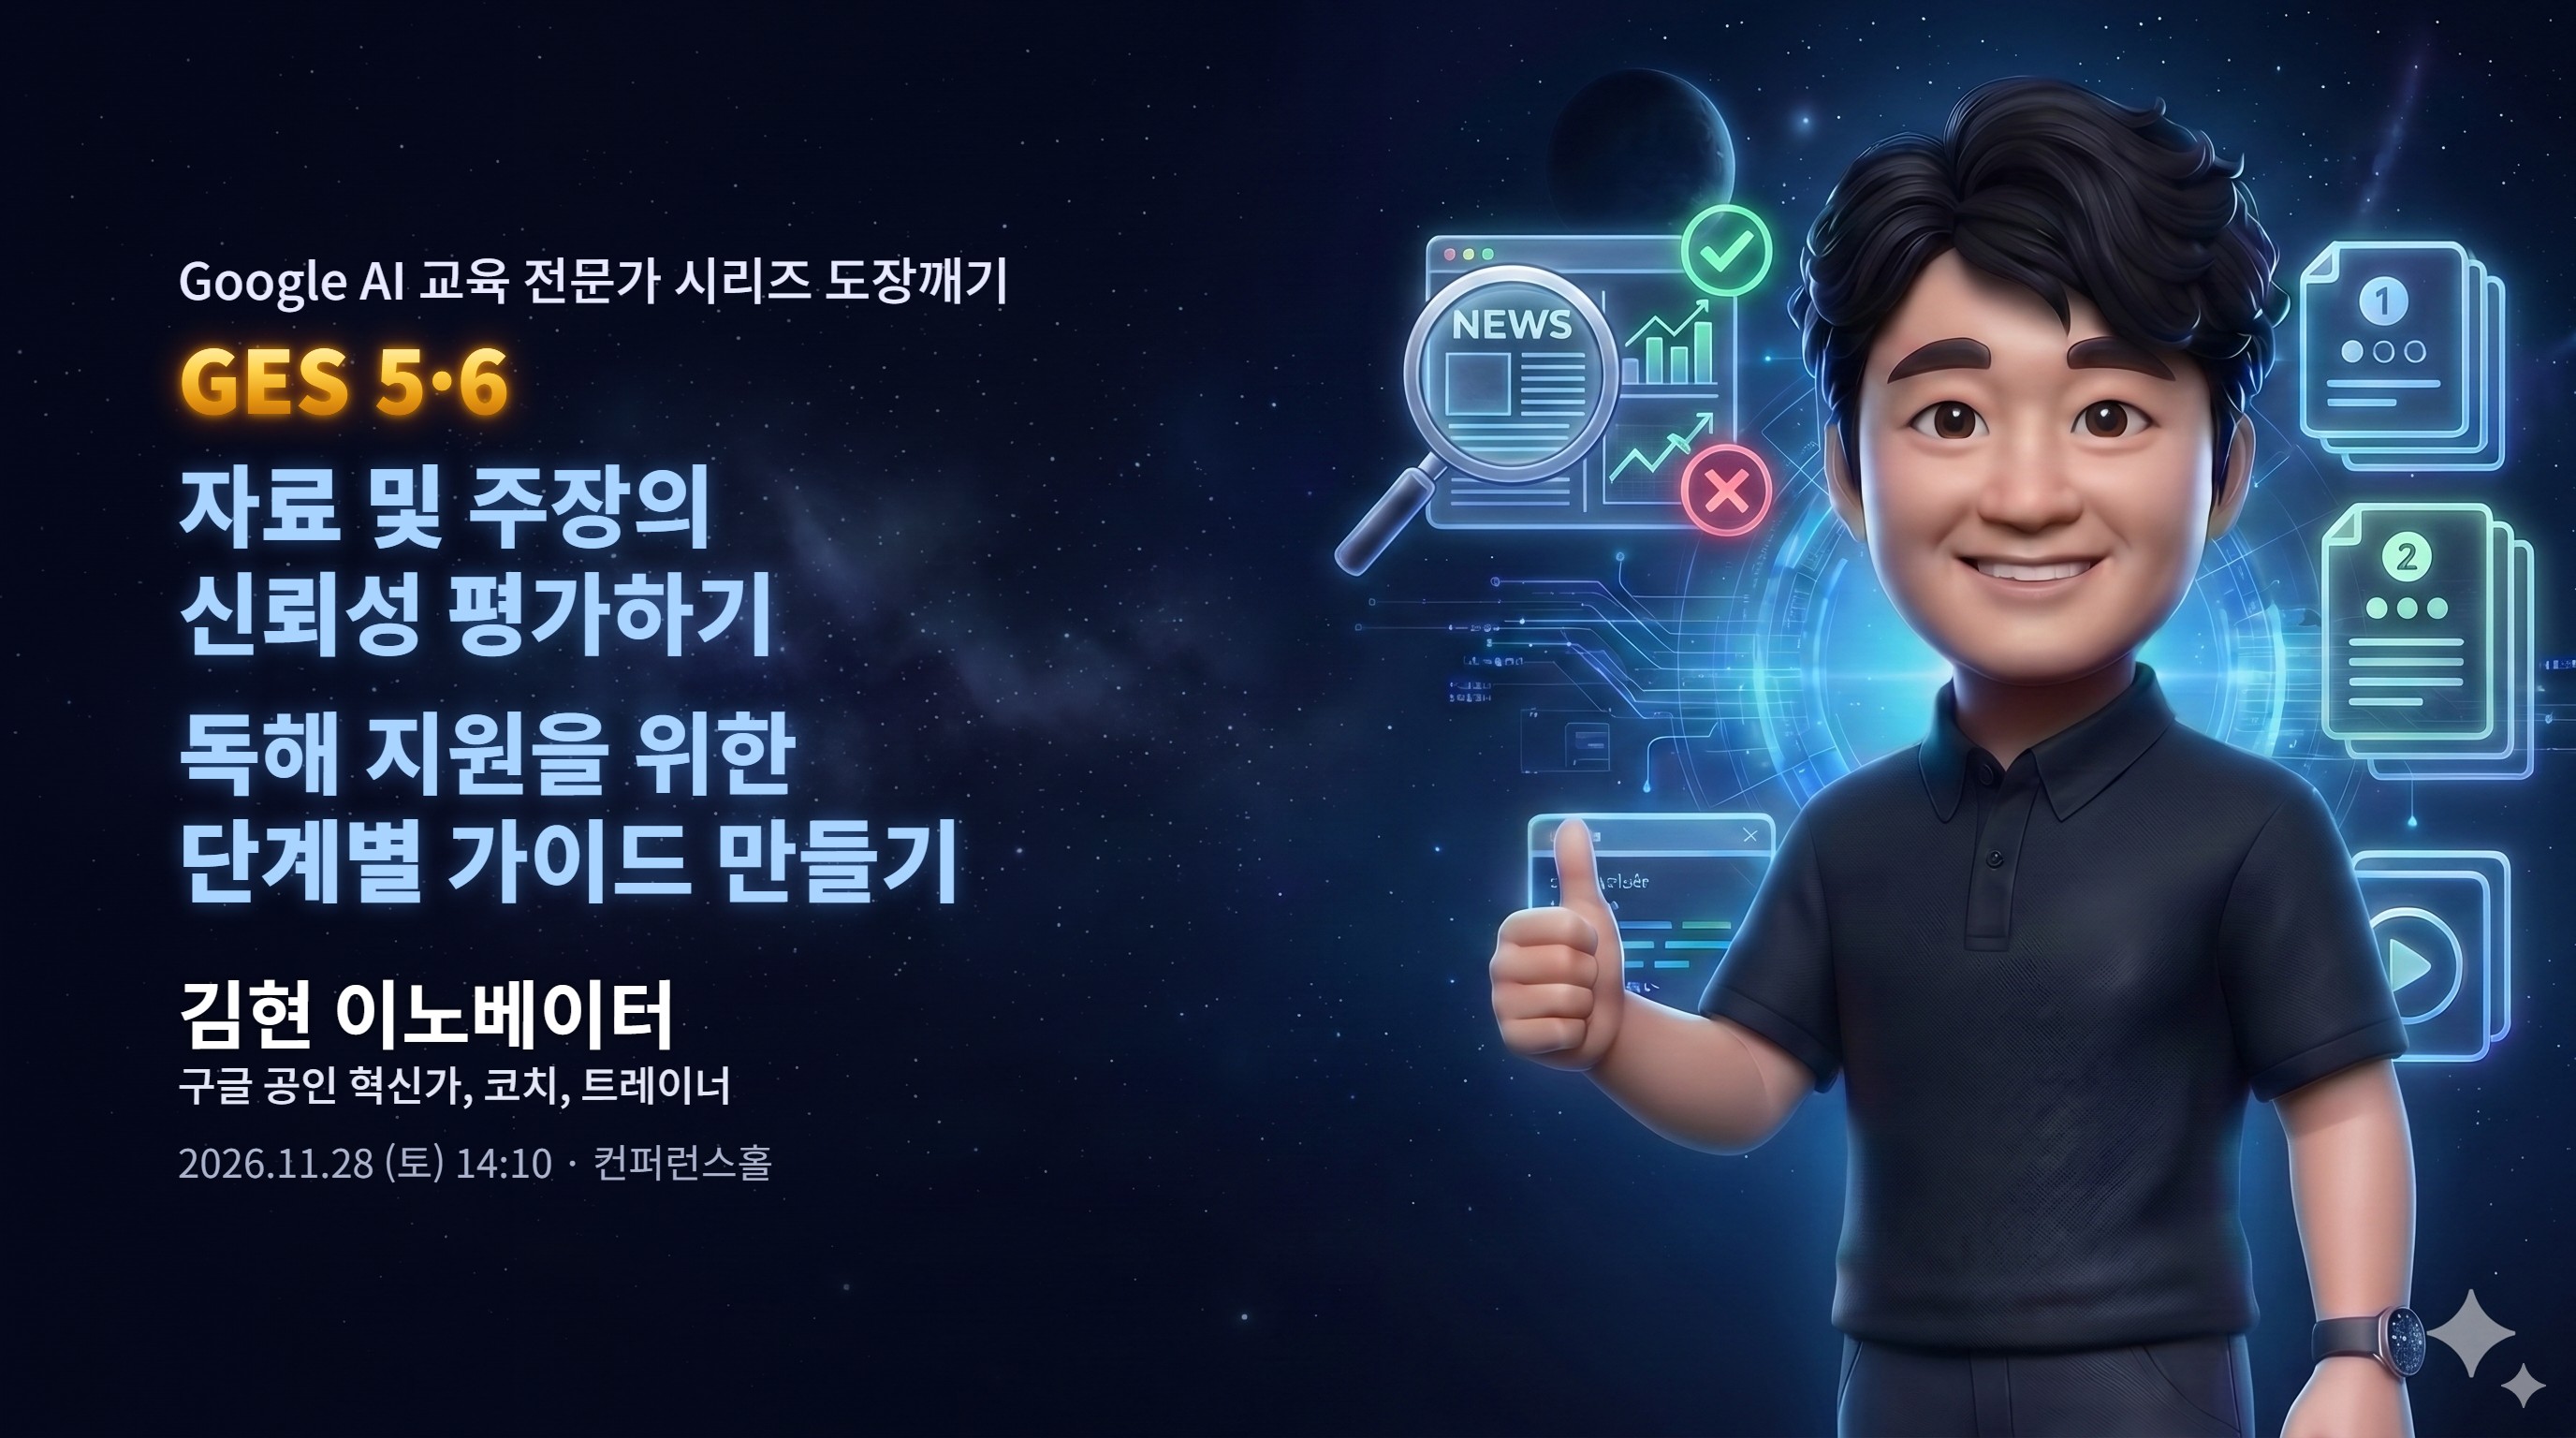 Google AI 교육 전문가 시리즈 도장깨기
GES 5·6
자료 및 주장의
신뢰성 평가하기
독해 지원을 위한
단계별 가이드 만들기
김현 이노베이터
구글 공인 혁신가, 코치, 트레이너
2026.11.28 (토) 14:10 · 컨퍼런스홀
NEWS
1
2